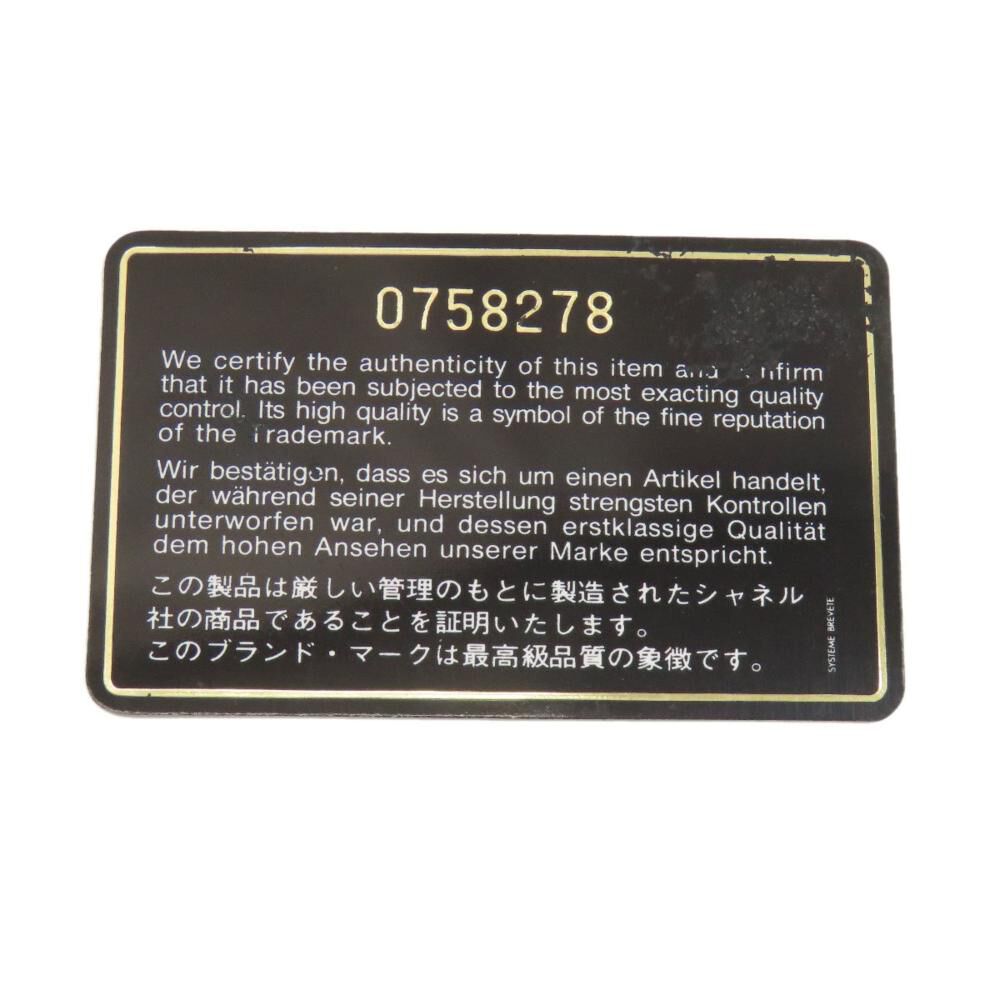 0758278
We certify the authenticity of this item and confirm
that it has been subjected to the most exacting quality
control. Its high quality is a symbol of the fine reputation
of the Trademark.
Wir bestätigen, dass es sich um einen Artikel handelt,
der während seiner Herstellung strengsten Kontrollen
unterworfen war, und dessen erstklassige Qualität
dem hohen Ansehen unserer Marke entspricht.
この製品は厳しい管理のもとに製造されたシャネル
社の商品であることを証明いたします。
このブランド・マークは最高級品質の象徴です。
SYSTEME BREVETE